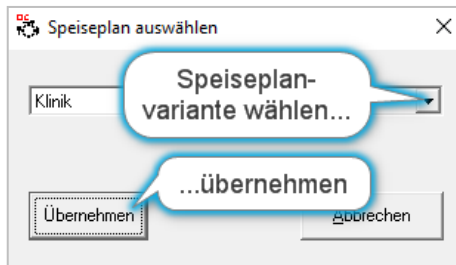 Speiseplan auswählen
Klinik
Speiseplan-
variante wählen...
...übernehmen
Übernehmen
Abbrechen